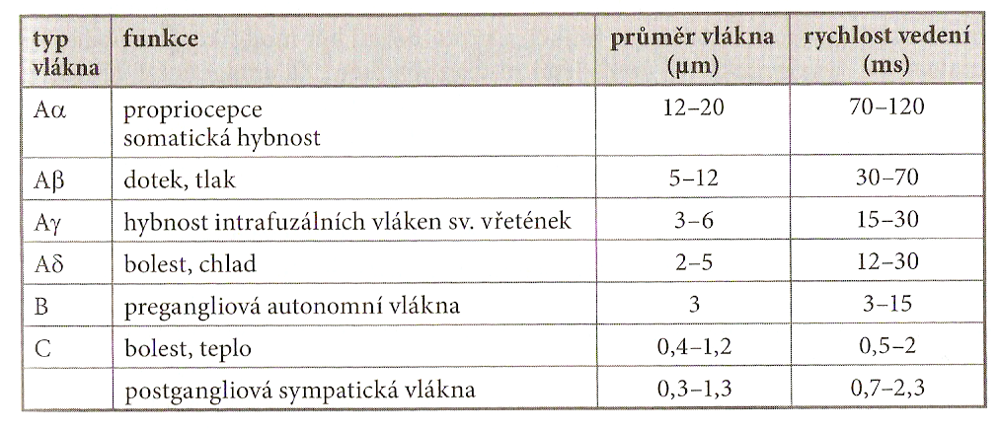 typ vlákna funkce průměr vlákna (µm) rychlost vedení (ms)
Aα propriocepce 12–20 70–120
somatická hybnost
Aβ dotek, tlak 5–12 30–70
Aγ hybnost intrafuzálních vláken sv. vřetének 3–6 15–30
Aδ bolest, chlad 2–5 12–30
B pregangliová autonomní vlákna 3 3–15
C bolest, teplo 0,4–1,2 0,5–2
postgangliová sympatická vlákna 0,3–1,3 0,7–2,3